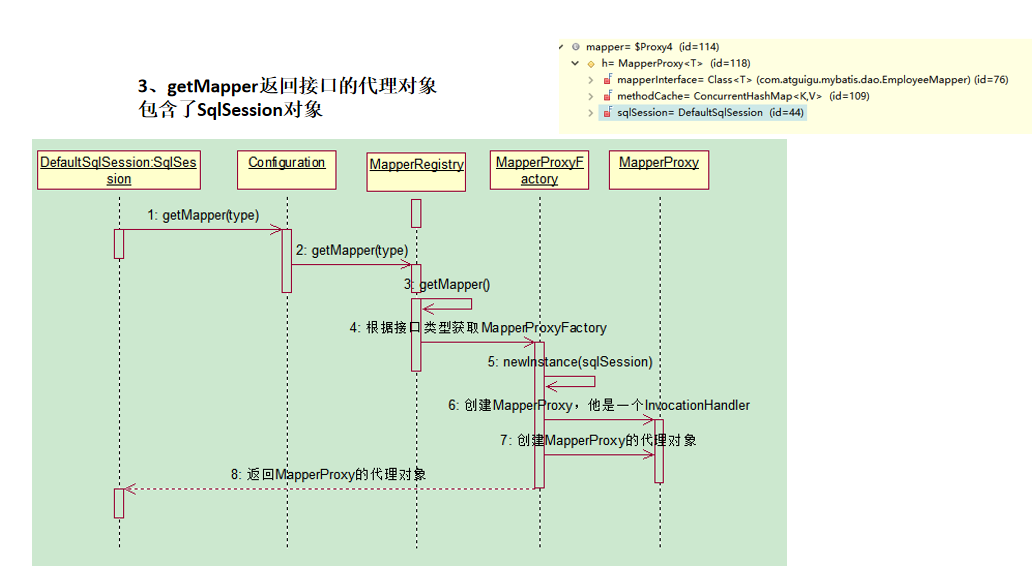 3、getMapper返回接口的代理对象
包含了SqlSession对象
mapper= $Proxy4 (id=114)
h= MapperProxy<T> (id=118)
mapperInterface= Class<T> (com.atguigu.mybatis.dao.EmployeeMapper) (id=76)
methodCache= ConcurrentHashMap<K,V> (id=109)
sqlSession= DefaultSqlSession (id=44)
DefaultSqlSession:SqlSes
sion
Configuration
MapperRegistry
MapperProxyF
actory
MapperProxy
1: getMapper(type)
2: getMapper(type)
3: getMapper()
4: 根据接口类型获取MapperProxyFactory
5: newInstance(sqlSession)
6: 创建MapperProxy，他是一个InvocationHandler
7: 创建MapperProxy的代理对象
8: 返回MapperProxy的代理对象